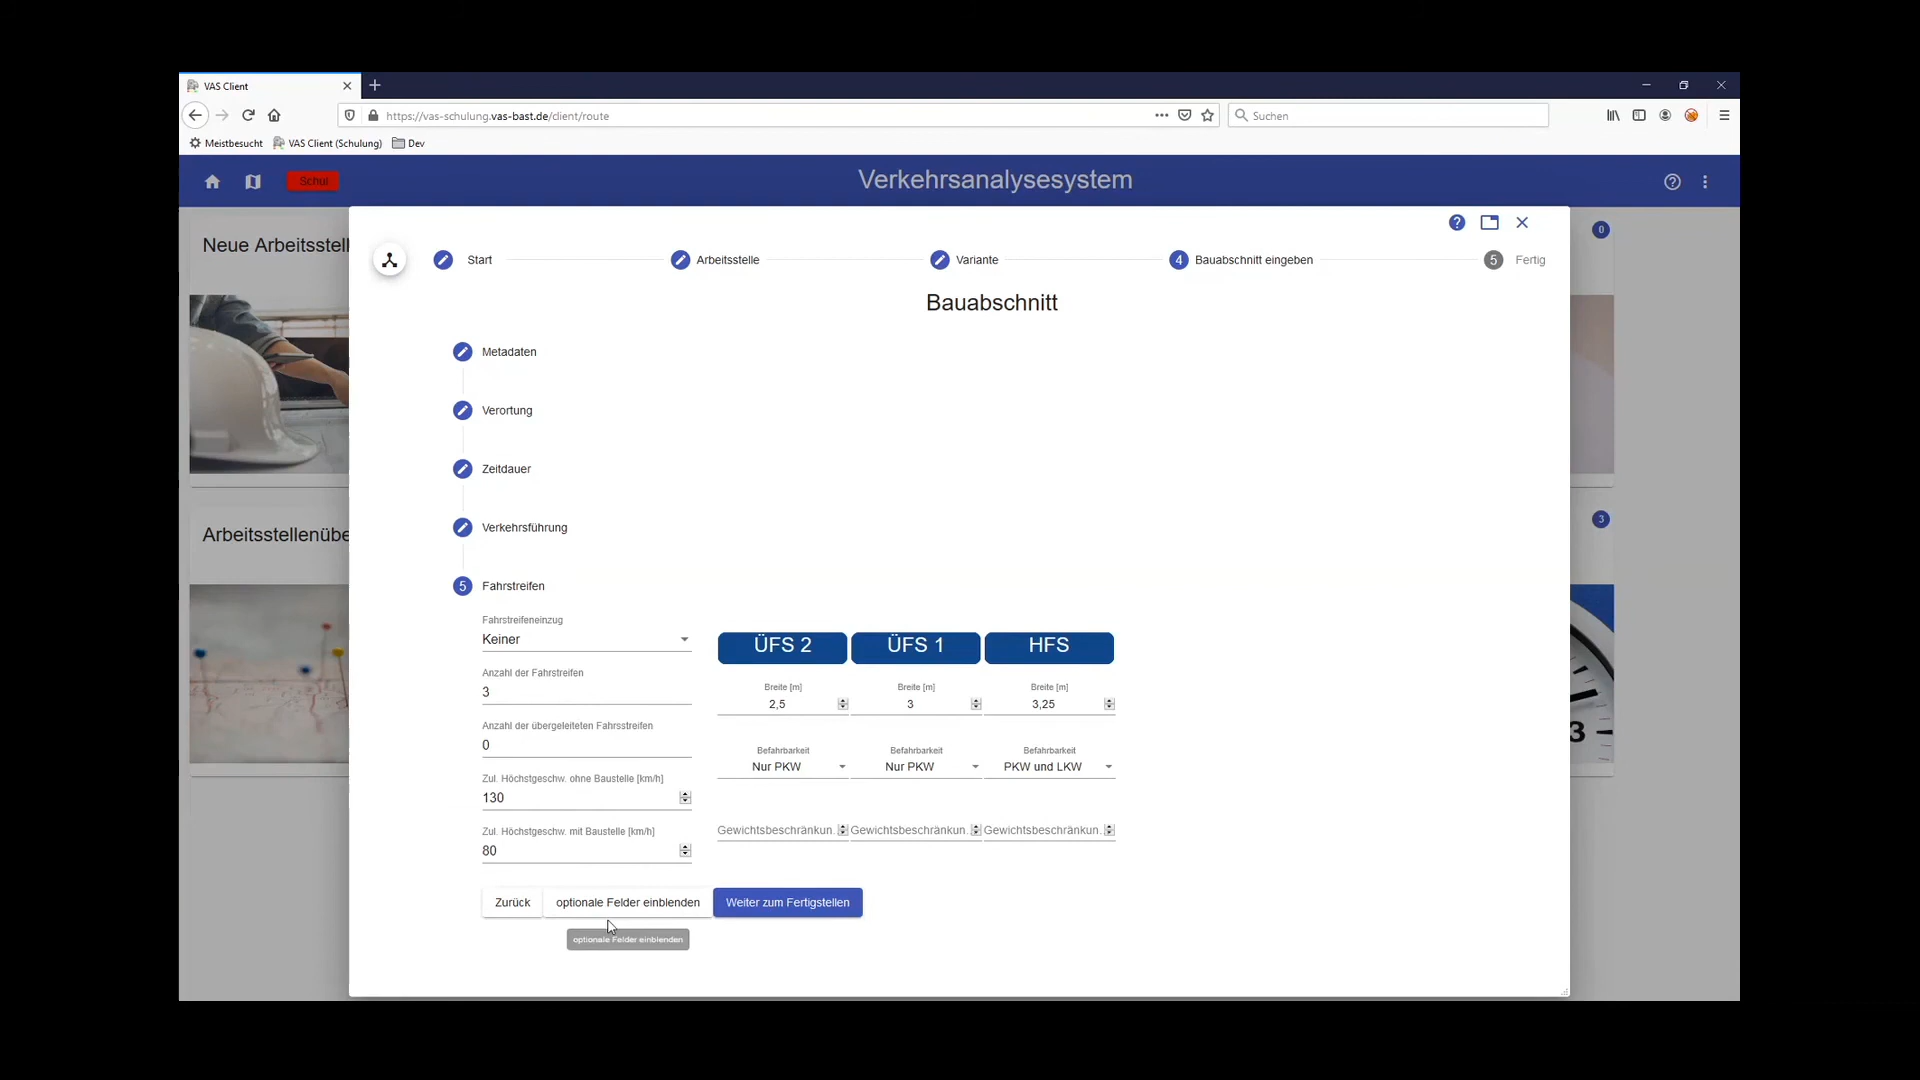 VAS Client
https://vas-schulung.vas-bast.de/client/route
Suchen
Meistbesucht
VAS Client (Schulung)
Dev
Schul
Verkehrsanalysesystem
Neue Arbeitsstell
0
Start
Arbeitsstelle
Variante
4 Bauabschnitt eingeben
5 Fertig
Bauabschnitt
Metadaten
Verortung
Zeitdauer
Arbeitsstellenübe
3
Verkehrsführung
5 Fahrstreifen
Fahrstreifeneinzug
Keiner
Anzahl der Fahrstreifen
3
Anzahl der übergeleiteten Fahrsstreifen
0
Zul. Höchstgeschw. ohne Baustelle [km/h]
130
Zul. Höchstgeschw. mit Baustelle [km/h]
80
ÜFS 2
ÜFS 1
HFS
Breite [m]
Breite [m]
Breite [m]
2,5
3
3,25
Befahrbarkeit
Befahrbarkeit
Befahrbarkeit
Nur PKW
Nur PKW
PKW und LKW
Gewichtsbeschränkun.
Gewichtsbeschränkun.
Gewichtsbeschränkun.
3
Zurück
optionale Felder einblenden
Weiter zum Fertigstellen
optionale Felder einblenden